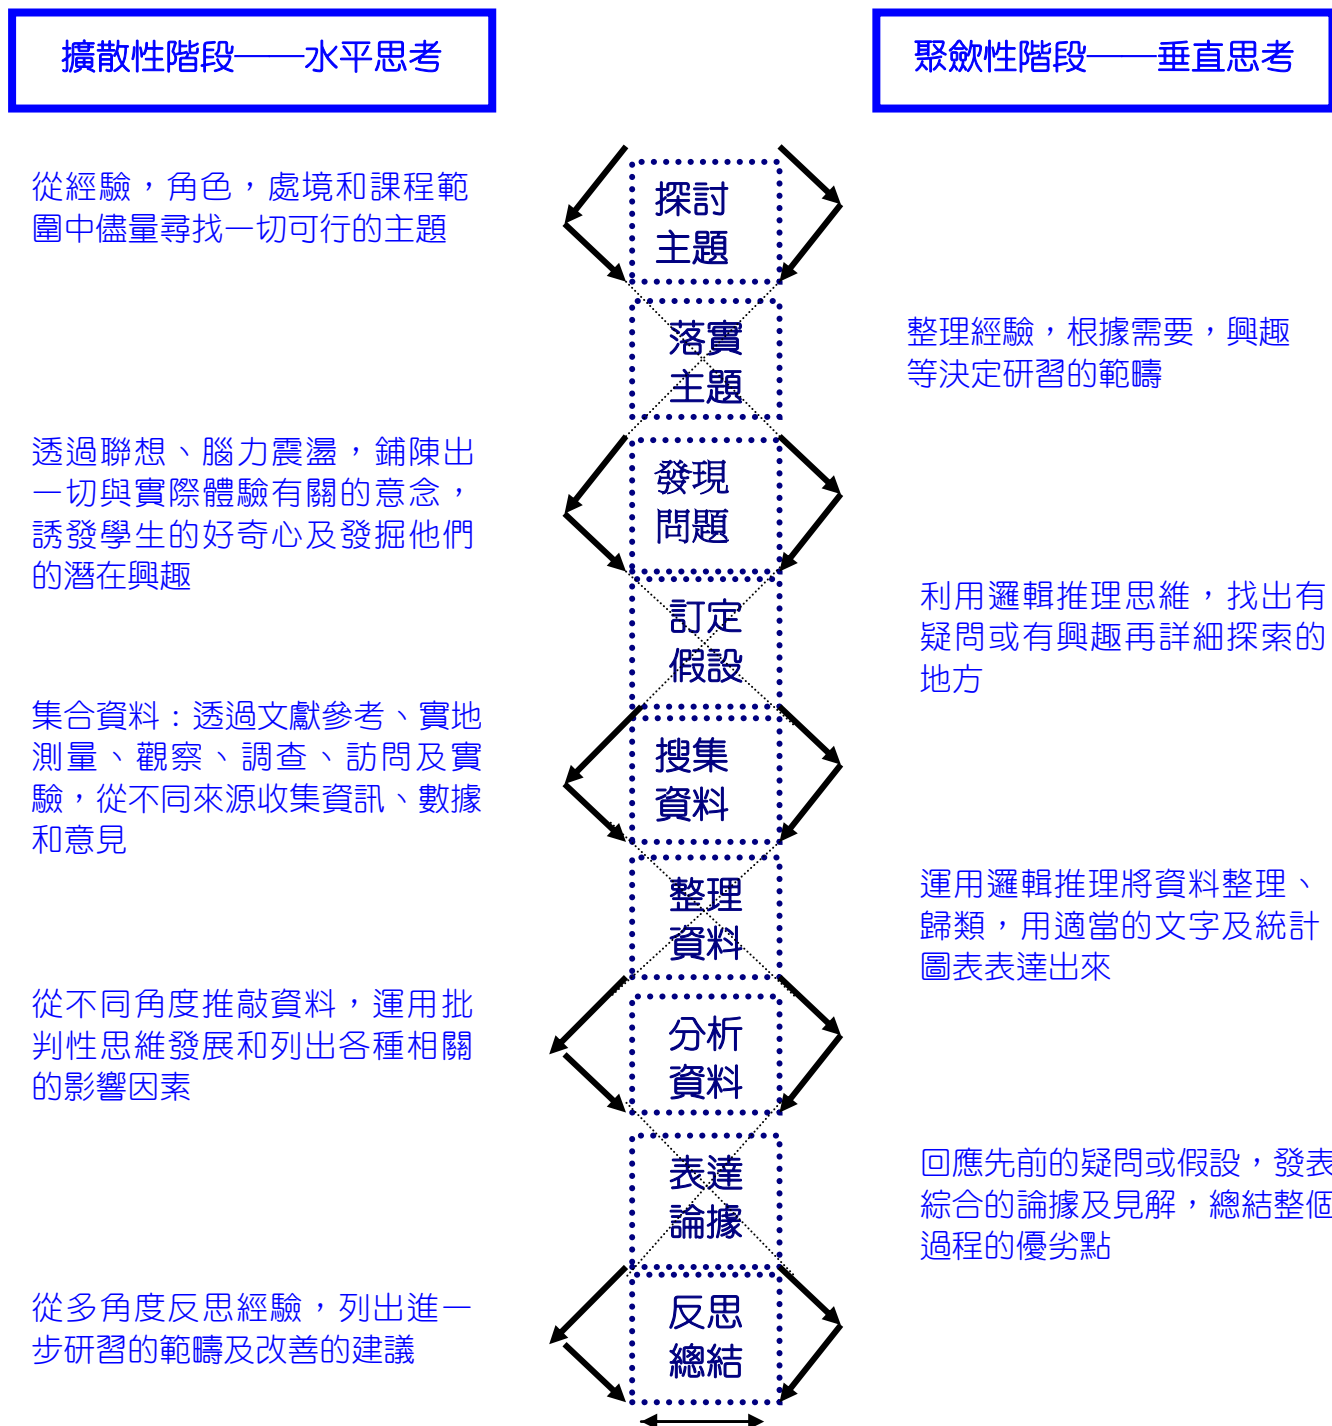 擴散性階段——水平思考
聚斂性階段——垂直思考
從經驗，角色，處境和課程範
圍中儘量尋找一切可行的主題
探討
主題
落實
主題
整理經驗，根據需要，興趣
等決定研習的範疇
透過聯想、腦力震盪，鋪陳出
一切與實際體驗有關的意念，
誘發學生的好奇心及發掘他們
的潛在興趣
發現
問題
訂定
假設
利用邏輯推理思維，找出有
疑問或有興趣再詳細探索的
地方
集合資料：透過文獻參考、實地
測量、觀察、調查、訪問及實
驗，從不同來源收集資訊、數據
和意見
搜集
資料
整理
資料
運用邏輯推理將資料整理、
歸類，用適當的文字及統計
圖表表達出來
從不同角度推敲資料，運用批
判性思維發展和列出各種相關
的影響因素
分析
資料
表達
論據
回應先前的疑問或假設，發表
綜合的論據及見解，總結整個
過程的優劣點
從多角度反思經驗，列出進一
步研習的範疇及改善的建議
反思
總結